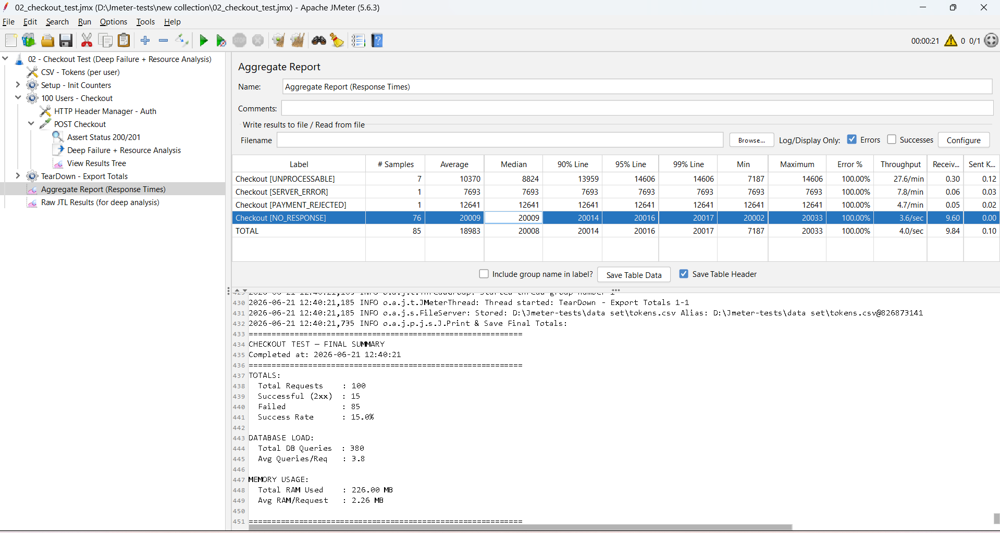 02_checkout_test.jmx (D:\Jmeter-tests\new collection\02_checkout_test.jmx) - Apache JMeter (5.6.3)
File Edit Search Run Options Tools Help
STOP 00:00:21 0 0/1
02 - Checkout Test (Deep Failure + Resource Analysis)
CSV - Tokens (per user)
Setup - Init Counters
100 Users - Checkout
HTTP Header Manager - Auth
POST Checkout
Assert Status 200/201
Deep Failure + Resource Analysis
View Results Tree
TearDown - Export Totals
Aggregate Report (Response Times)
Raw JTL Results (for deep analysis)
Aggregate Report
Name: Aggregate Report (Response Times)
Comments:
Write results to file / Read from file
Filename Browse... Log/Display Only: Errors Successes Configure
Label # Samples Average Median 90% Line 95% Line 99% Line Min Maximum Error % Throughput Receiv... Sent K...
Checkout [UNPROCESSABLE] 7 10370 8824 13959 14606 14606 7187 14606 100.00% 27.6/min 0.30 0.12
Checkout [SERVER_ERROR] 1 7693 7693 7693 7693 7693 7693 7693 100.00% 7.8/min 0.06 0.03
Checkout [PAYMENT_REJECTED] 1 12641 12641 12641 12641 12641 12641 12641 100.00% 4.7/min 0.05 0.02
Checkout [NO_RESPONSE] 76 20009 20009 20014 20016 20017 20002 20033 100.00% 3.6/sec 9.60 0.00
TOTAL 85 18983 20008 20014 20016 20017 7187 20033 100.00% 4.0/sec 9.84 0.10
Include group name in label? Save Table Data Save Table Header
430 2026-06-21 12:40:21,185 INFO o.a.j.t.JMeterThread: Thread started: TearDown - Export Totals 1-1
431 2026-06-21 12:40:21,185 INFO o.a.j.s.FileServer: Stored: D:\Jmeter-tests\data set\tokens.csv Alias: D:\Jmeter-tests\data set\tokens.csv@826873141
432 2026-06-21 12:40:21,735 INFO o.a.j.p.j.s.J.Print & Save Final Totals:
433 ==========================================================
434 CHECKOUT TEST — FINAL SUMMARY
435 Completed at: 2026-06-21 12:40:21
436 ==========================================================
437 TOTALS:
438 Total Requests : 100
439 Successful (2xx) : 15
440 Failed : 85
441 Success Rate : 15.0%
442
443 DATABASE LOAD:
444 Total DB Queries : 380
445 Avg Queries/Req : 3.8
446
447 MEMORY USAGE:
448 Total RAM Used : 226.00 MB
449 Avg RAM/Request : 2.26 MB
450
451 ==========================================================